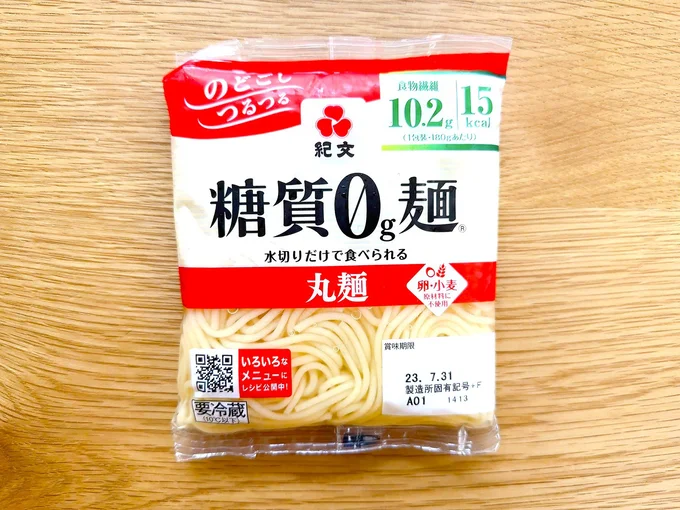 のどごし
つるつる
紀文
食物繊維
10.2g
15
kcal
(1包装・180gあたり)
糖質0g麺®
水切りだけで食べられる
丸麺
卵・小麦
原材料に
不使用
いろいろな
メニューに
レシピ公開中!
賞味期限
23. 7.31
製造所固有記号+F
A01 1413
要冷蔵
(10℃以下)